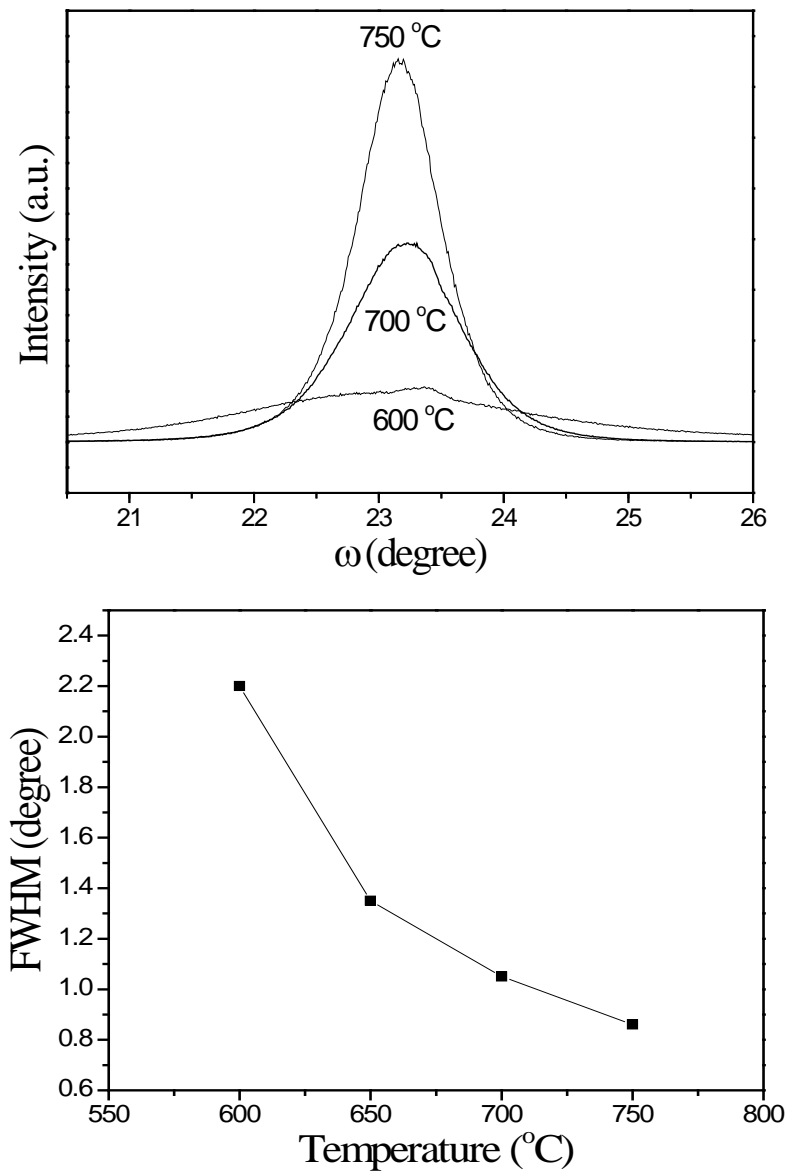 750 °C
700 °C
600 °C
Intensity (a.u.)
21 22 23 24 25 26
ω (degree)
2.4
2.2
2.0
1.8
1.6
1.4
1.2
1.0
0.8
0.6
FWHM (degree)
550 600 650 700 750 800
Temperature (°C)